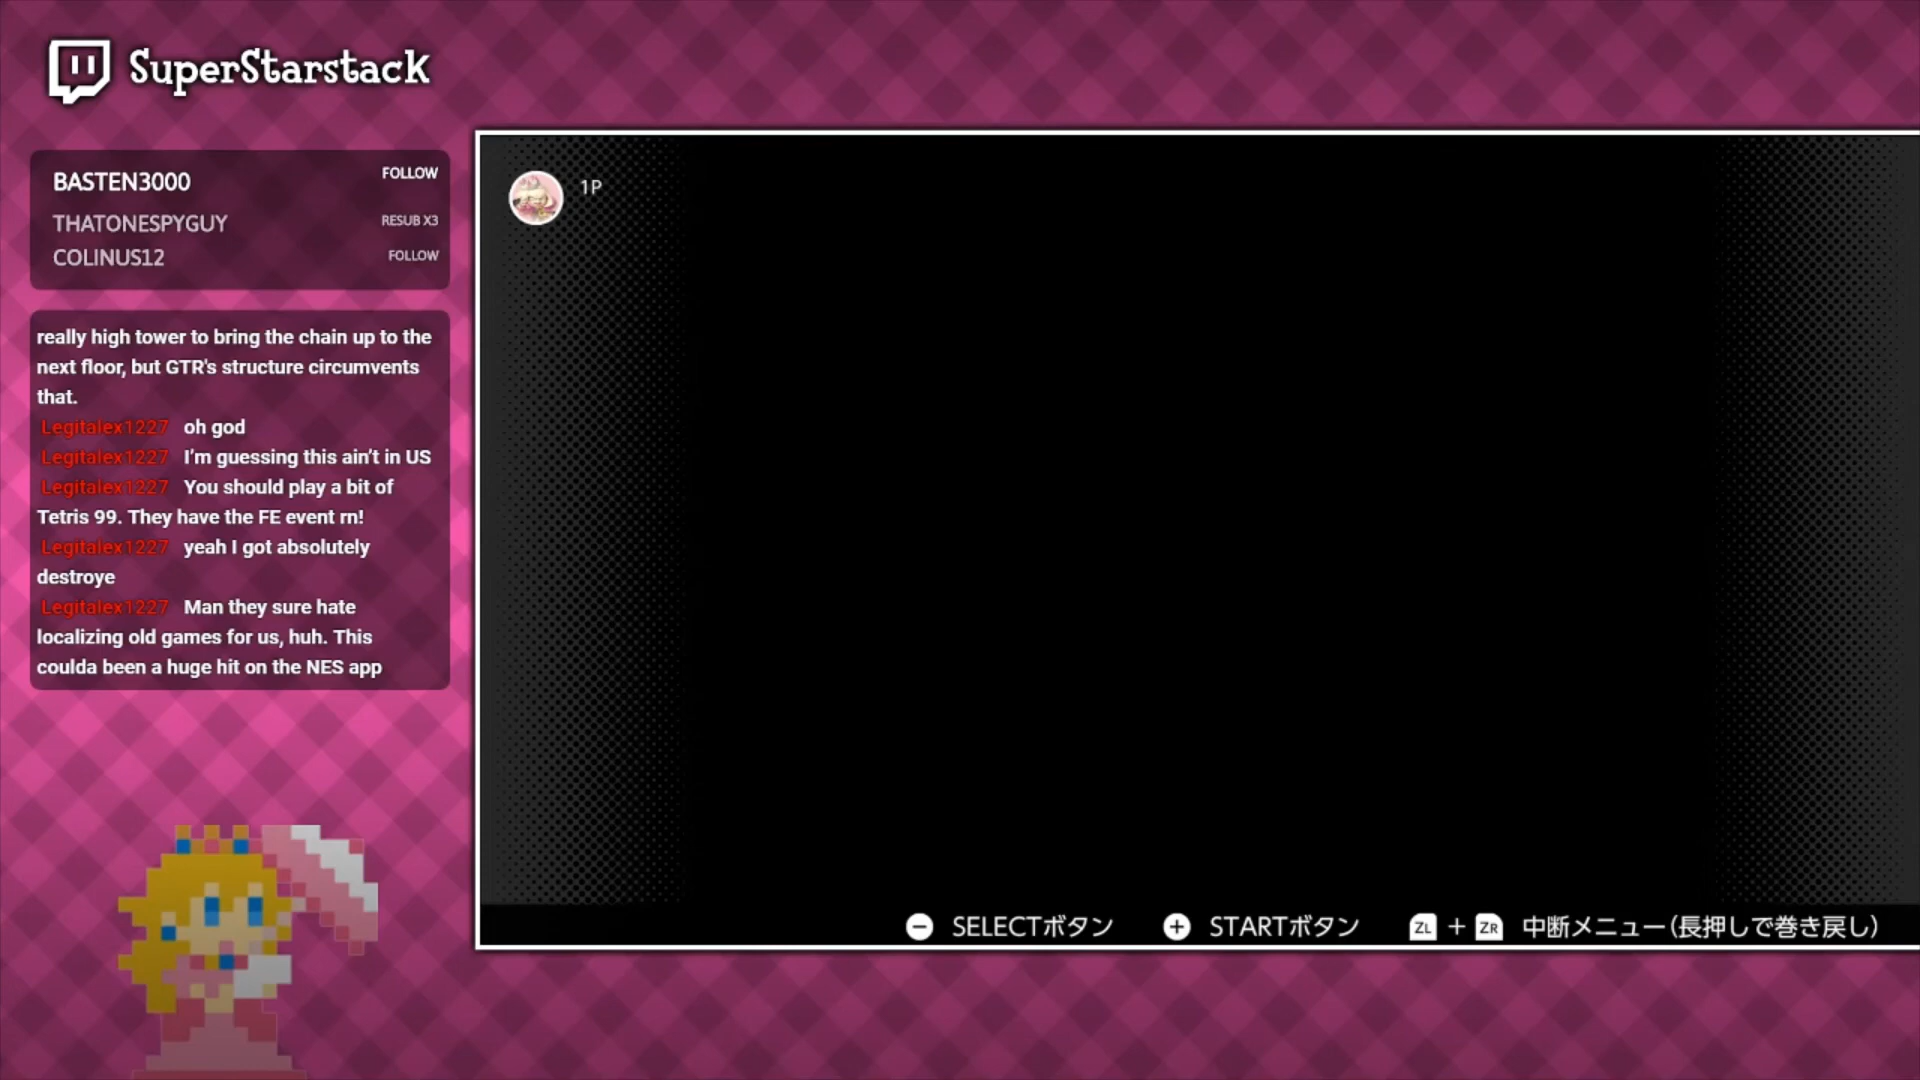 SuperStarstack
BASTEN3000 FOLLOW
THATONESPYGUY RESUB X3
COLINUS12 FOLLOW
really high tower to bring the chain up to the
next floor, but GTR's structure circumvents
that.
Legitalex1227 oh god
Legitalex1227 I'm guessing this ain't in US
Legitalex1227 You should play a bit of
Tetris 99. They have the FE event rn!
Legitalex1227 yeah I got absolutely
destroye
Legitalex1227 Man they sure hate
localizing old games for us, huh. This
coulda been a huge hit on the NES app
1P
SELECTボタン STARTボタン ZL + ZR 中断メニュー(長押しで巻き戻し)